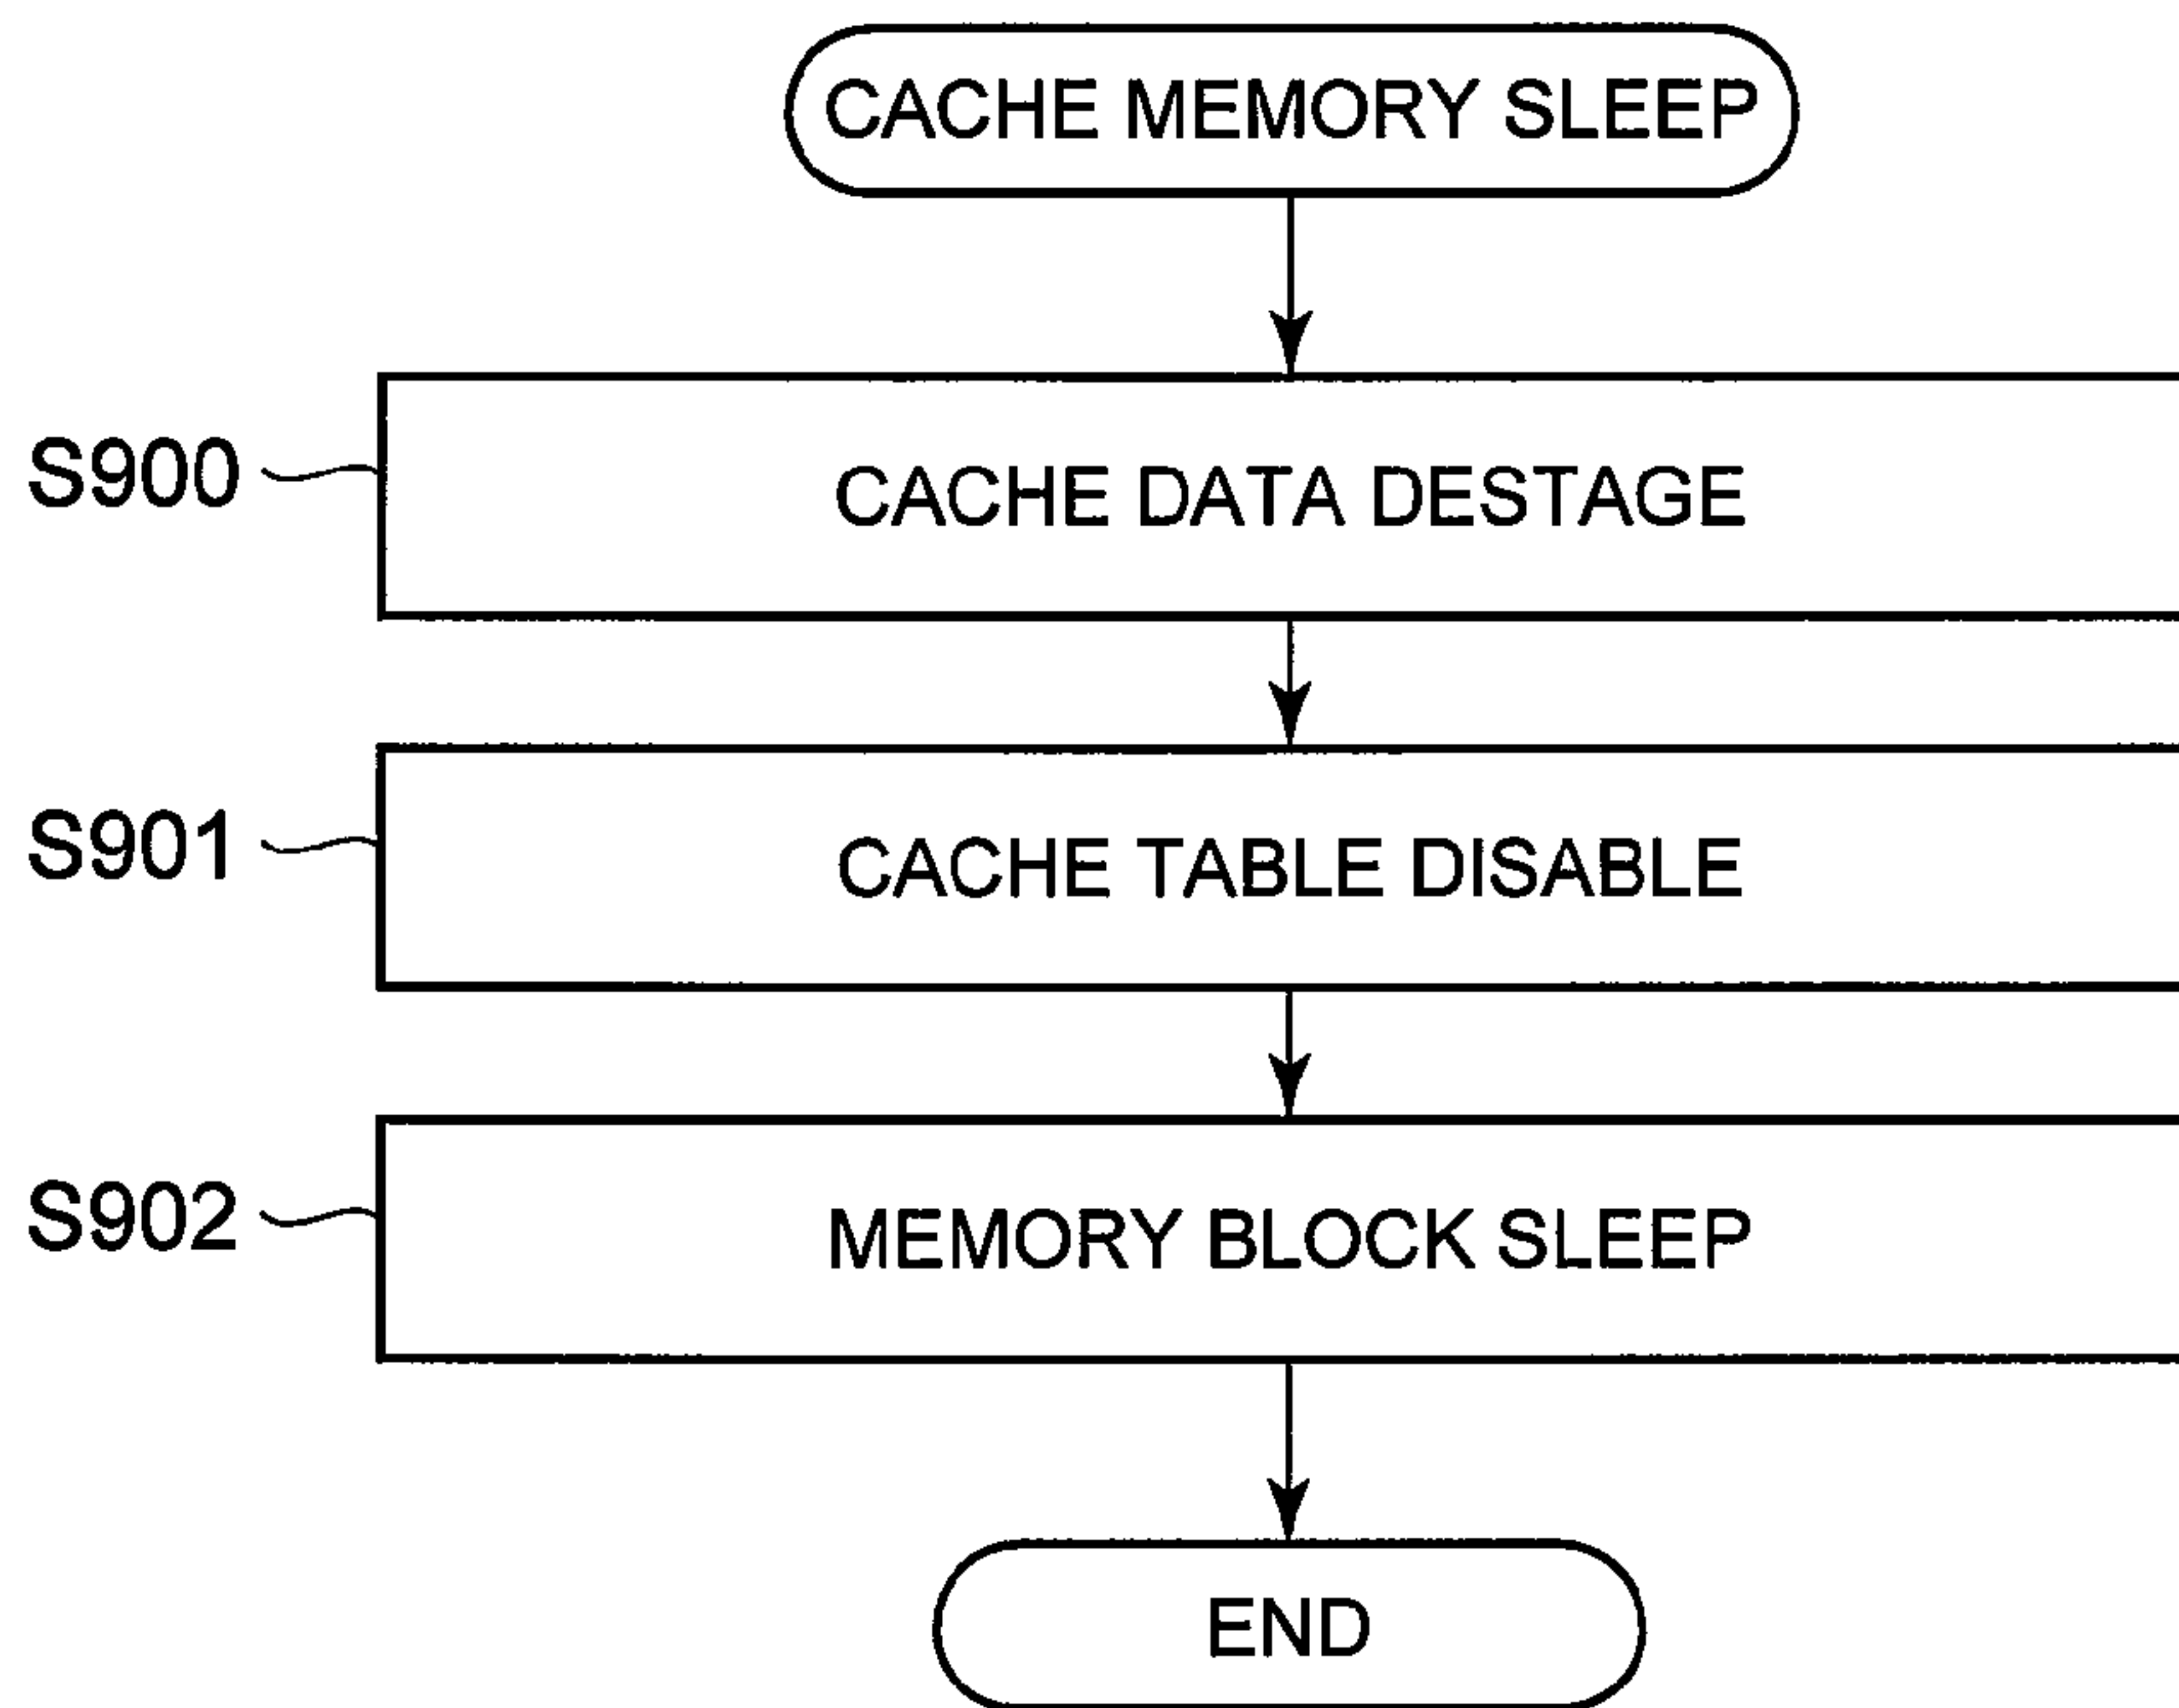 CACHE MEMORY SLEEP
S900
CACHE DATA DESTAGE
S901
CACHE TABLE DISABLE
S902
MEMORY BLOCK SLEEP
END